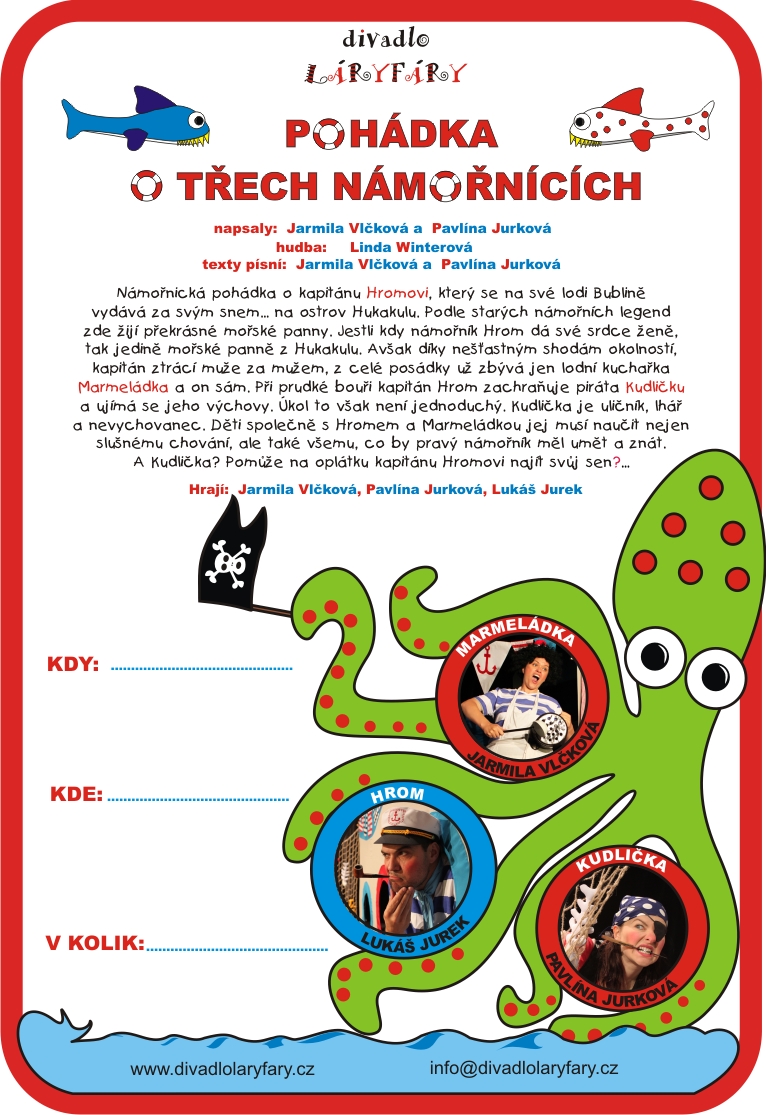 divadlo
LÁRYFÁRY
POHÁDKA
O TŘECH NÁMOŘNÍCÍCH
napsaly: Jarmila Vlčková a Pavlína Jurková
hudba: Linda Winterová
texty písní: Jarmila Vlčková a Pavlína Jurková
Námořnická pohádka o kapitánu Hromovi, který se na své lodi Bublině
vydává za svým snem... na ostrov Hukakulu. Podle starých námořních legend
zde žijí překrásné mořské panny. Jestli kdy námořník Hrom dá své srdce ženě,
tak jedině mořské panně z Hukakulu. Avšak díky nešťastným shodám okolností,
kapitán ztrácí muže za mužem, z celé posádky už zbývá jen lodní kuchařka
Marmeládka a on sám. Při prudké bouři kapitán Hrom zachraňuje piráta Kudličku
a ujímá se jeho výchovy. Úkol to však není jednoduchý. Kudlička je uličník, lhář
a nevychovanec. Děti společně s Hromem a Marmeládkou jej musí naučit nejen
slušnému chování, ale také všemu, co by pravý námořník měl umět a znát.
A Kudlička? Pomůže na oplátku kapitánu Hromovi najít svůj sen?...
Hrají: Jarmila Vlčková, Pavlína Jurková, Lukáš Jurek
MARMELÁDKA
JARMILA VLČKOVÁ
KDY: ..........................................
KDE: ..........................................
HROM
LUKÁŠ JUREK
KUDLIČKA
PAVLÍNA JURKOVÁ
V KOLIK: ..........................................
www.divadlolaryfary.cz
info@divadlolaryfary.cz